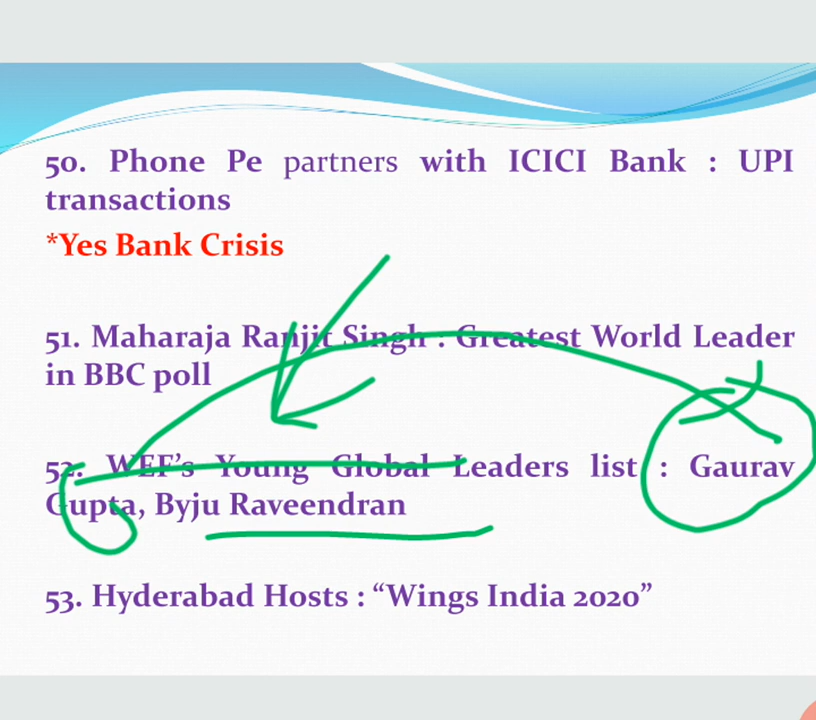 50. Phone Pe partners with ICICI Bank : UPI
transactions
*Yes Bank Crisis
51. Maharaja Ranjit Singh : Greatest World Leader
in BBC poll
52. WEF’s Young Global Leaders list : Gaurav
Gupta, Byju Raveendran
53. Hyderabad Hosts : “Wings India 2020”